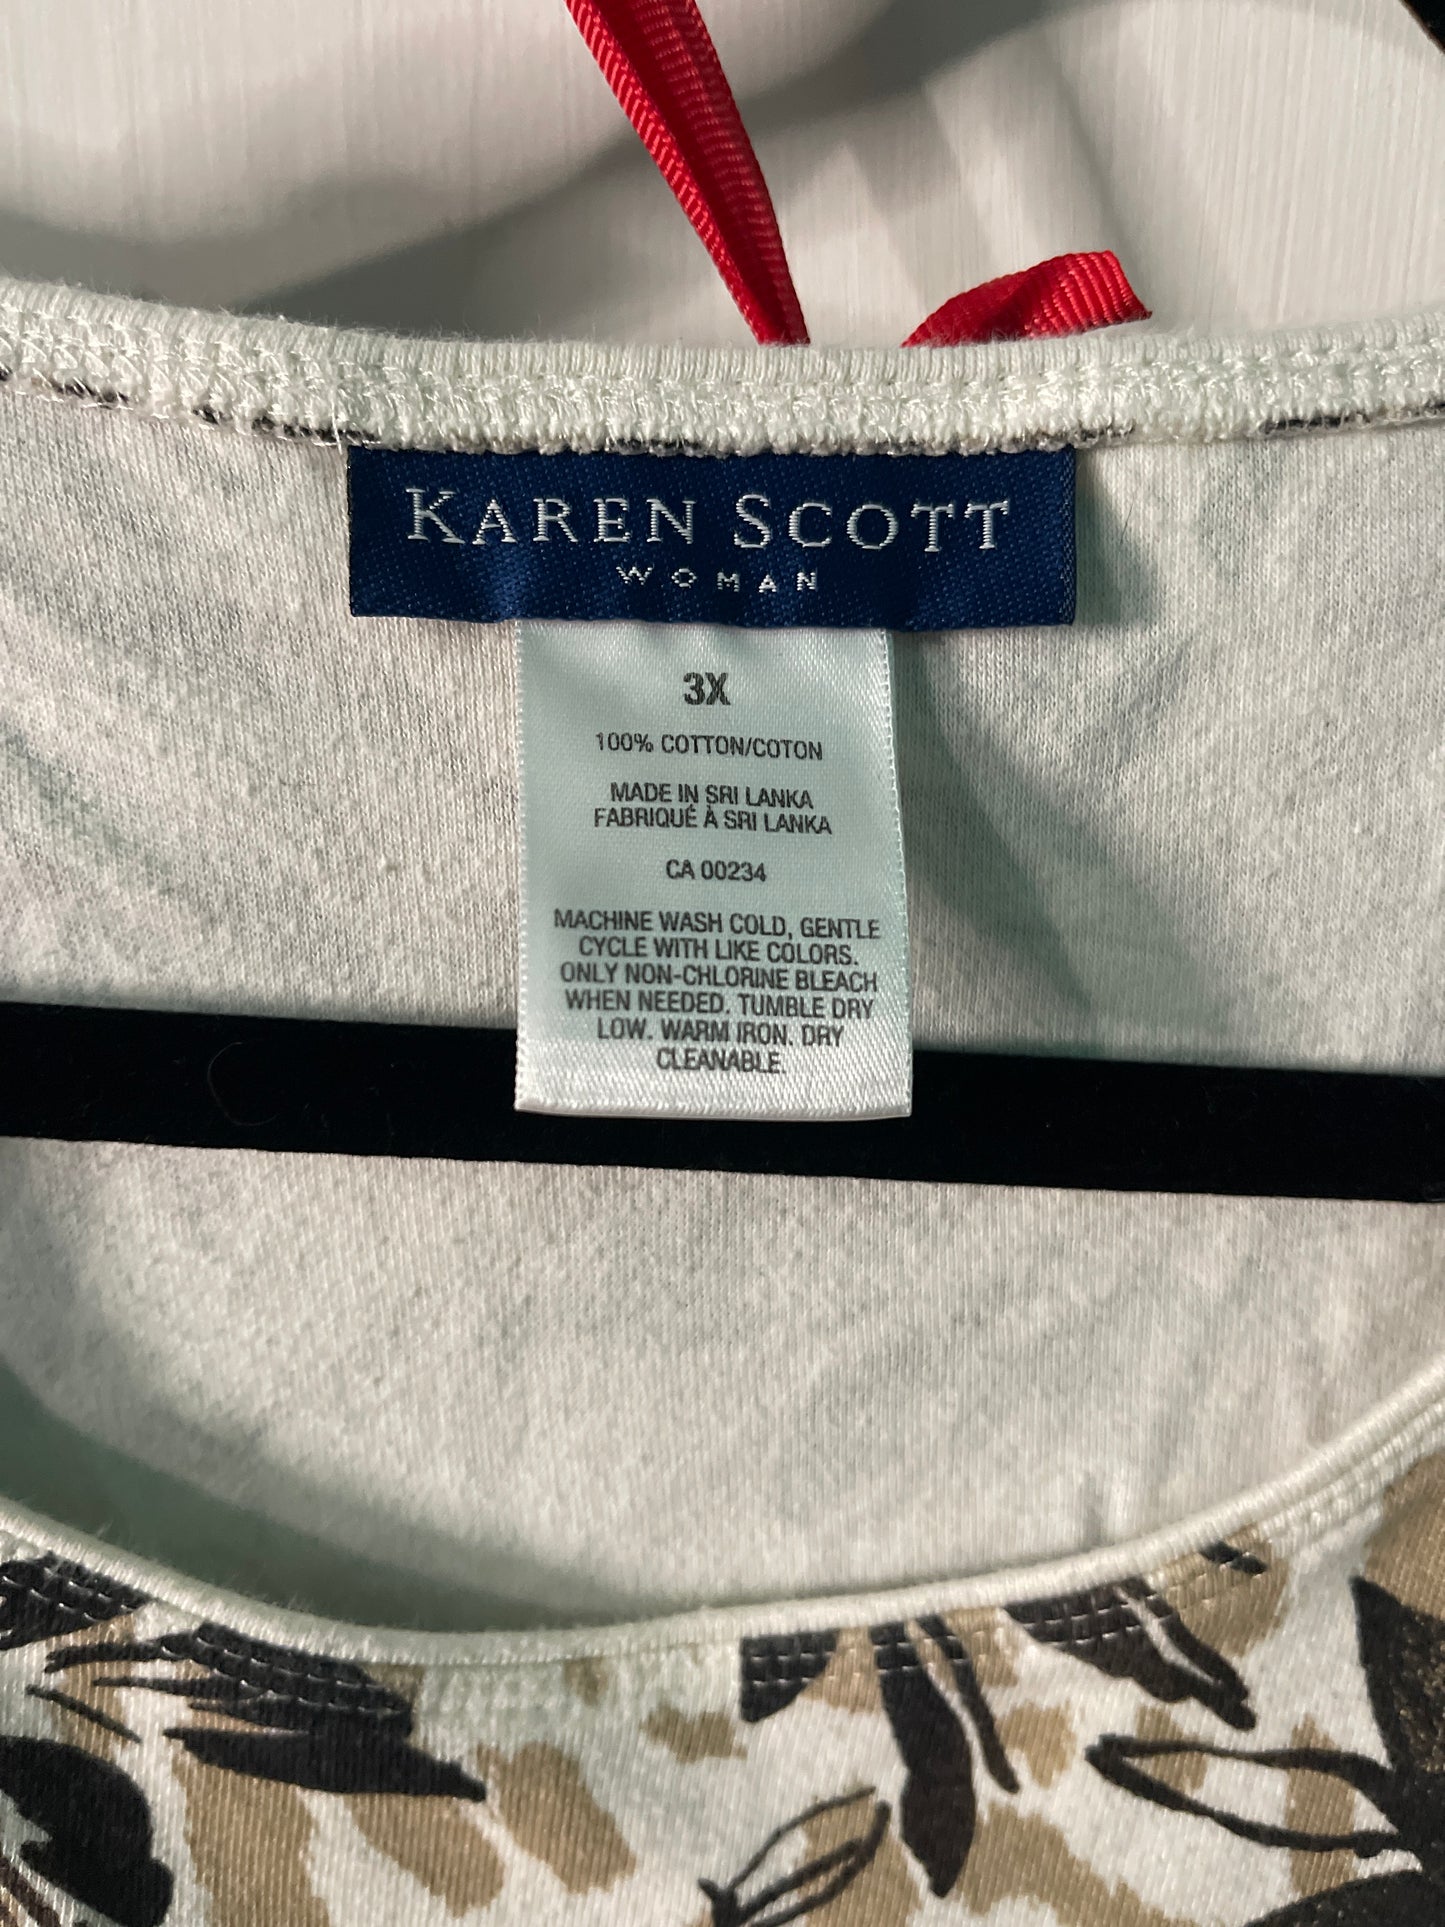 KAREN SCOTT
WOMAN
3X
100% COTTON/COTON
MADE IN SRI LANKA
FABRIQUÉ À SRI LANKA
CA 00234
MACHINE WASH COLD, GENTLE
CYCLE WITH LIKE COLORS.
ONLY NON-CHLORINE BLEACH
WHEN NEEDED. TUMBLE DRY
LOW. WARM IRON. DRY
CLEANABLE.